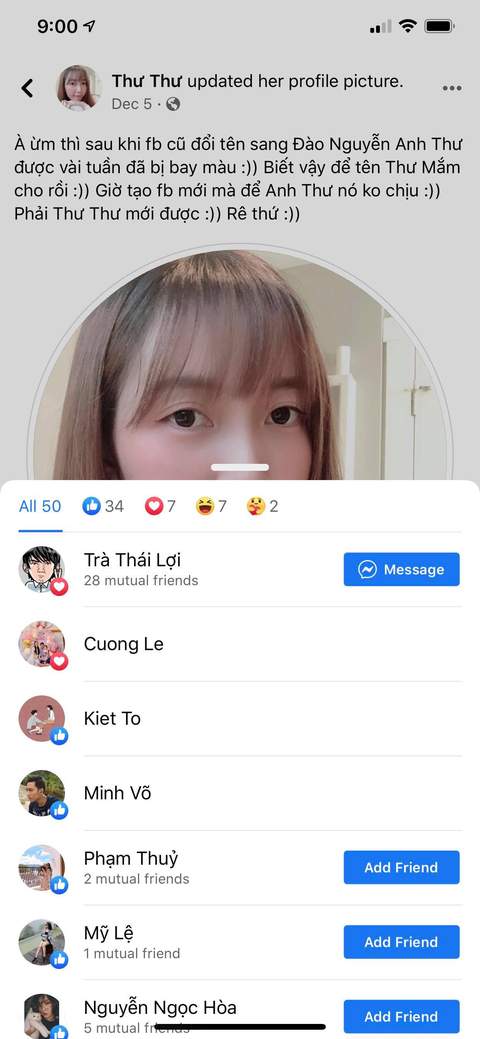 9:00
Thư Thư updated her profile picture.
Dec 5 ·
À ừm thì sau khi fb cũ đổi tên sang Đào Nguyễn Anh Thư
được vài tuần đã bị bay màu :)) Biết vậy để tên Thư Mắm
cho rồi :)) Giờ tạo fb mới mà để Anh Thư nó ko chịu :))
Phải Thư Thư mới được :)) Rê thứ :))
All 50 34 7 7 2
Trà Thái Lợi
28 mutual friends
Message
Cuong Le
Kiet To
Minh Võ
Phạm Thuỷ
2 mutual friends
Add Friend
Mỹ Lệ
1 mutual friend
Add Friend
Nguyễn Ngọc Hòa
5 mutual friends
Add Friend